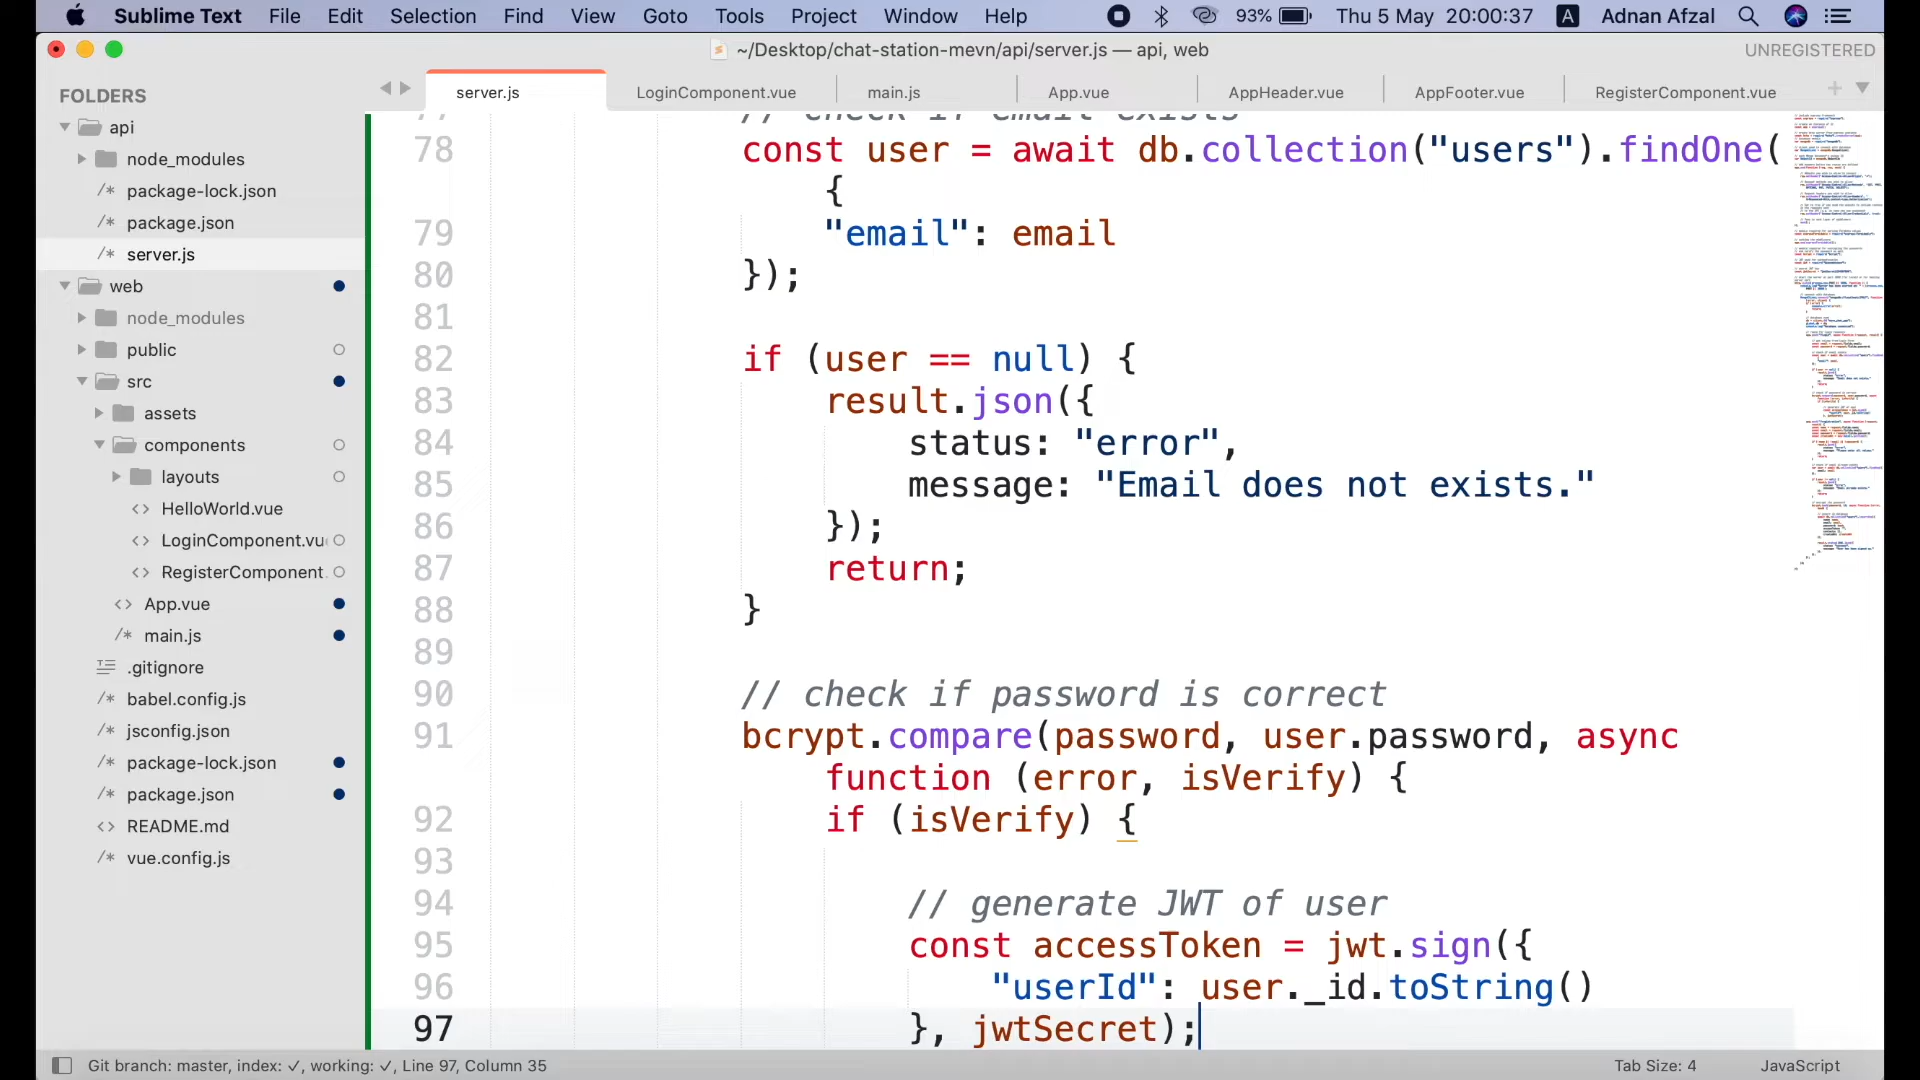 Sublime Text File Edit Selection Find View Goto Tools Project Window Help 93% Thu 5 May 20:00:37 A Adnan Afzal
~/Desktop/chat-station-mevn/api/server.js — api, web UNREGISTERED
FOLDERS
api
node_modules
/* package-lock.json
/* package.json
/* server.js
web
node_modules
public
src
assets
components
layouts
<> HelloWorld.vue
<> LoginComponent.vu
<> RegisterComponent.
<> App.vue
/* main.js
.gitignore
/* babel.config.js
/* jsconfig.json
/* package-lock.json
/* package.json
<> README.md
/* vue.config.js
server.js LoginComponent.vue main.js App.vue AppHeader.vue AppFooter.vue RegisterComponent.vue
77 // check if email exists
78 const user = await db.collection("users").findOne(
{
79 "email": email
80 });
81
82 if (user == null) {
83 result.json({
84 status: "error",
85 message: "Email does not exists."
86 });
87 return;
88 }
89
90 // check if password is correct
91 bcrypt.compare(password, user.password, async
function (error, isVerify) {
92 if (isVerify) {
93
94 // generate JWT of user
95 const accessToken = jwt.sign({
96 "userId": user._id.toString()
97 }, jwtSecret);
Git branch: master, index: ✓, working: ✓, Line 97, Column 35 Tab Size: 4 JavaScript